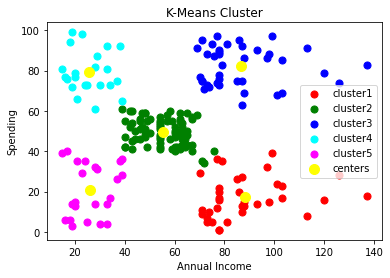 K-Means Cluster
100
80
60
40
20
0
Spending
cluster1
cluster2
cluster3
cluster4
cluster5
centers
20 40 60 80 100 120 140
Annual Income